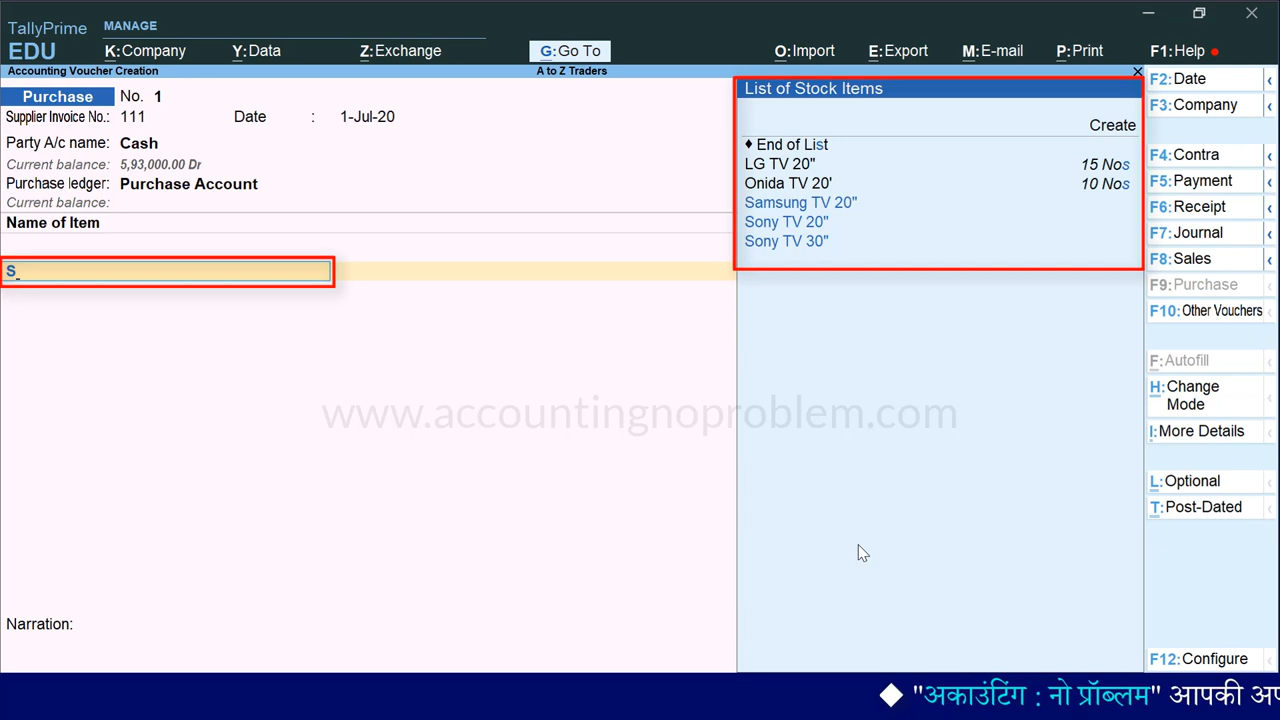 TallyPrime
EDU
MANAGE
K:Company
Y:Data
Z:Exchange
G:Go To
O:Import
E:Export
M:E-mail
P:Print
F1:Help
Accounting Voucher Creation
A to Z Traders
Purchase No. 1
Supplier Invoice No.: 111 Date : 1-Jul-20
Party A/c name: Cash
Current balance: 5,93,000.00 Dr
Purchase ledger: Purchase Account
Current balance:
Name of Item
S
List of Stock Items
Create
♦ End of List
LG TV 20" 15 Nos
Onida TV 20' 10 Nos
Samsung TV 20"
Sony TV 20"
Sony TV 30"
Narration:
F2:Date
F3:Company
F4:Contra
F5:Payment
F6:Receipt
F7:Journal
F8:Sales
F9:Purchase
F10:Other Vouchers
F:Autofill
H:Change
Mode
I:More Details
L:Optional
T:Post-Dated
F12:Configure
www.accountingnoproblem.com
◆ "अकाउंटिंग : नो प्रॉब्लम" आपकी